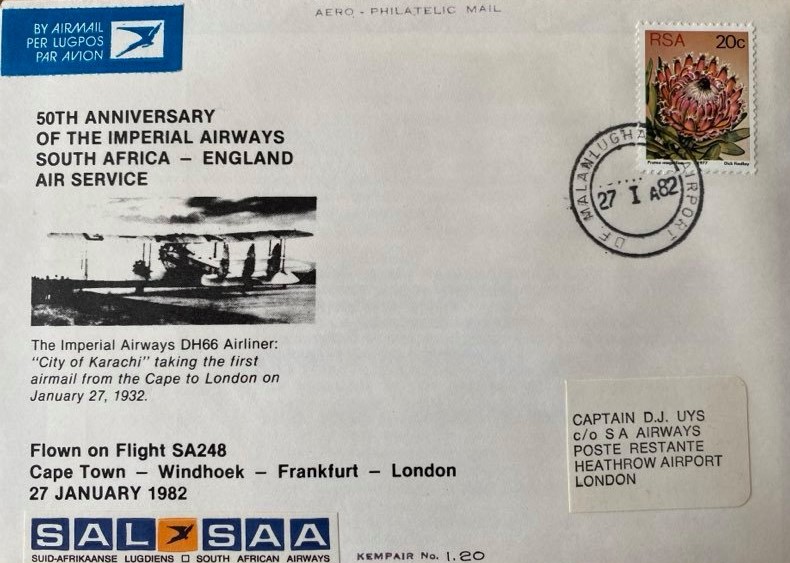 AERO - PHILATELIC MAIL
BY AIRMAIL
PER LUGPOS
PAR AVION
RSA 20c
1977 Dick Findlay
D.F. MALAN LUGHA AIRPORT
27 I A82
50TH ANNIVERSARY
OF THE IMPERIAL AIRWAYS
SOUTH AFRICA – ENGLAND
AIR SERVICE
The Imperial Airways DH66 Airliner:
"City of Karachi" taking the first
airmail from the Cape to London on
January 27, 1932.
CAPTAIN D.J. UYS
c/o S A AIRWAYS
POSTE RESTANTE
HEATHROW AIRPORT
LONDON
Flown on Flight SA248
Cape Town – Windhoek – Frankfurt – London
27 JANUARY 1982
SAL SAA
SUID-AFRIKAANSE LUGDIENS □ SOUTH AFRICAN AIRWAYS
KEMPAIR No. 1.20